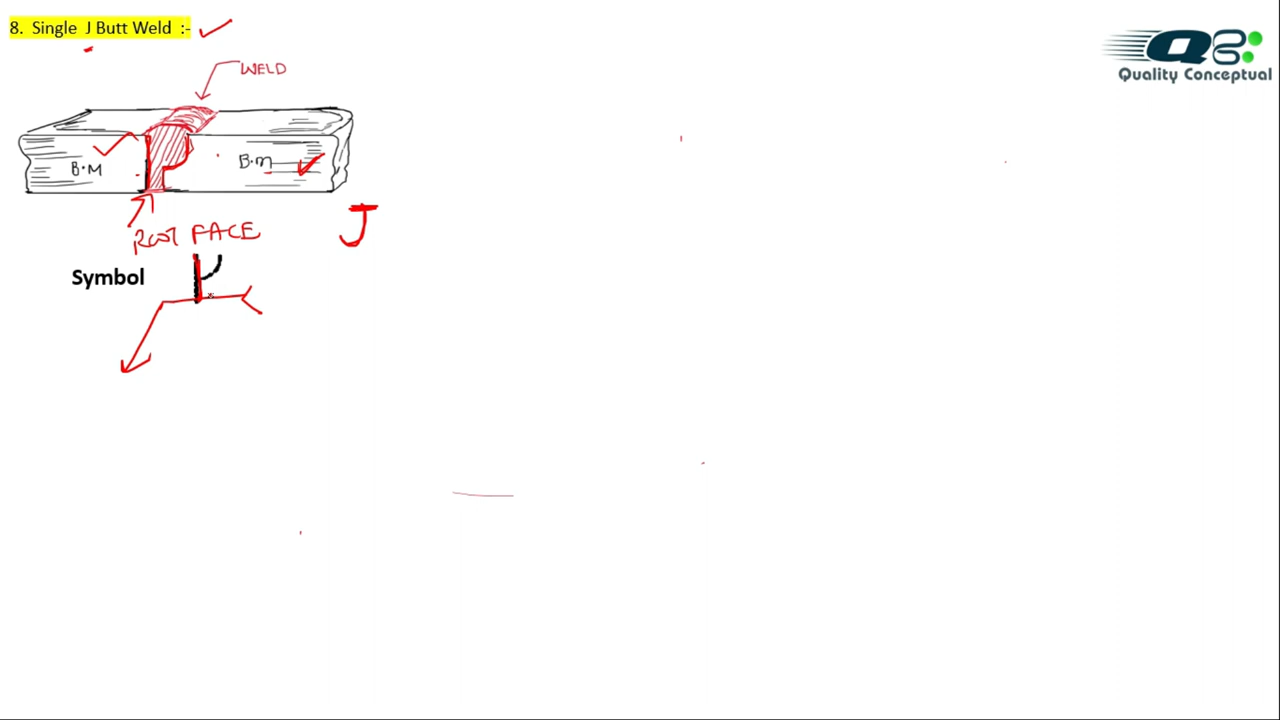 8. Single J Butt Weld :-
Quality Conceptual
WELD
B.M
B.M
ROOT FACE
J
Symbol